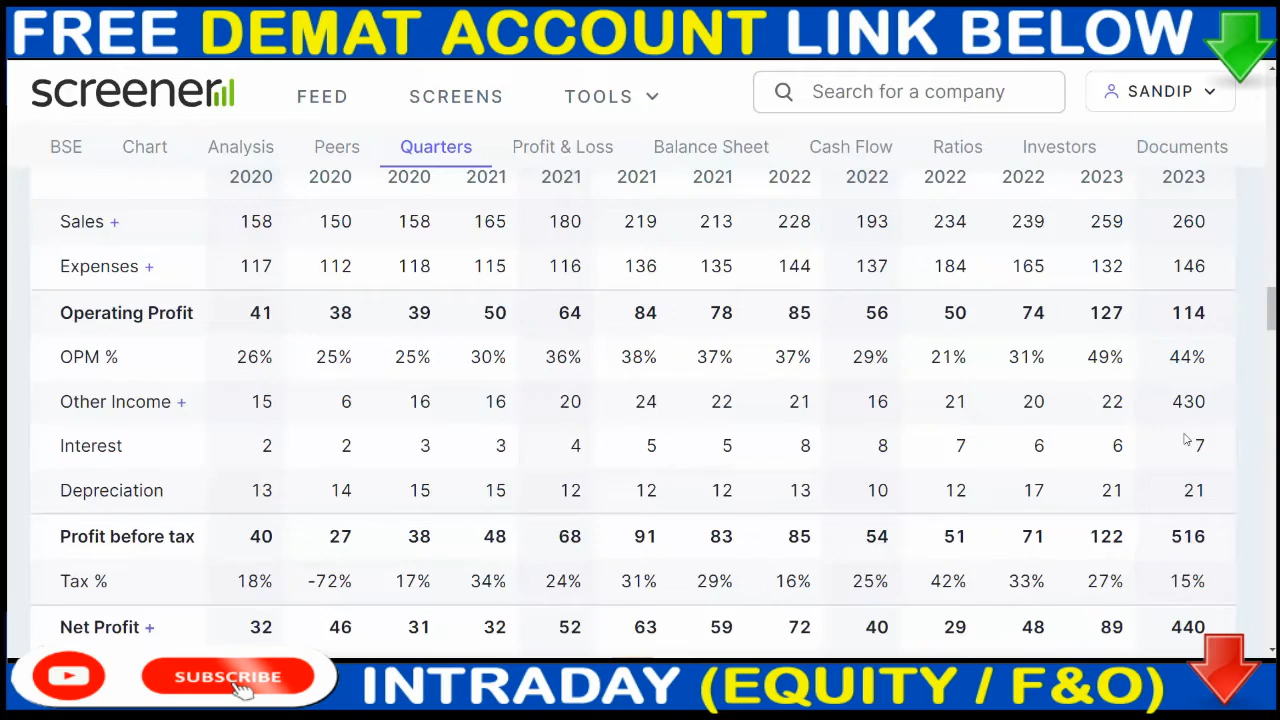 FREE DEMAT ACCOUNT LINK BELOW
screener
FEED SCREENS TOOLS Search for a company SANDIP
BSE Chart Analysis Peers Quarters Profit & Loss Balance Sheet Cash Flow Ratios Investors Documents
2020 2020 2020 2021 2021 2021 2021 2022 2022 2022 2022 2023 2023
Sales + 158 150 158 165 180 219 213 228 193 234 239 259 260
Expenses + 117 112 118 115 116 136 135 144 137 184 165 132 146
Operating Profit 41 38 39 50 64 84 78 85 56 50 74 127 114
OPM % 26% 25% 25% 30% 36% 38% 37% 37% 29% 21% 31% 49% 44%
Other Income + 15 6 16 16 20 24 22 21 16 21 20 22 430
Interest 2 2 3 3 4 5 5 8 8 7 6 6 7
Depreciation 13 14 15 15 12 12 12 13 10 12 17 21 21
Profit before tax 40 27 38 48 68 91 83 85 54 51 71 122 516
Tax % 18% -72% 17% 34% 24% 31% 29% 16% 25% 42% 33% 27% 15%
Net Profit + 32 46 31 32 52 63 59 72 40 29 48 89 440
SUBSCRIBE
INTRADAY (EQUITY / F&O)